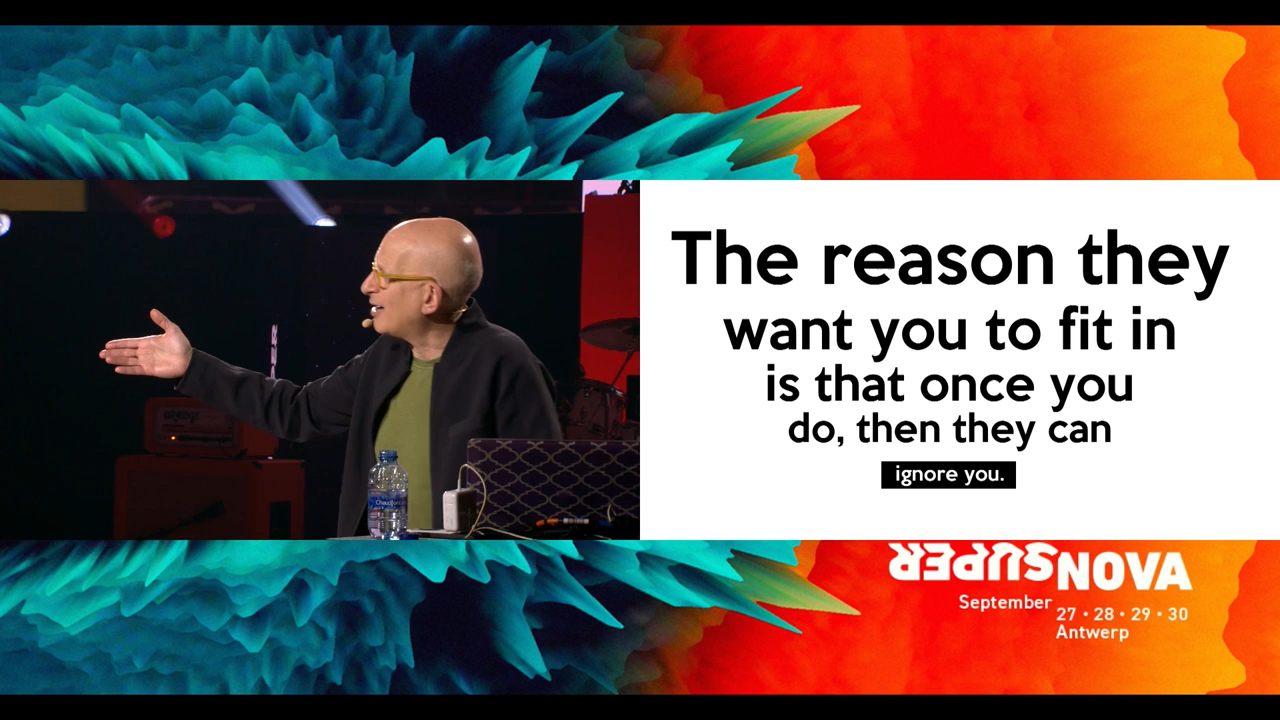 The reason they
want you to fit in
is that once you
do, then they can
ignore you.
SUPERNOVA
September
27 • 28 • 29 • 30
Antwerp